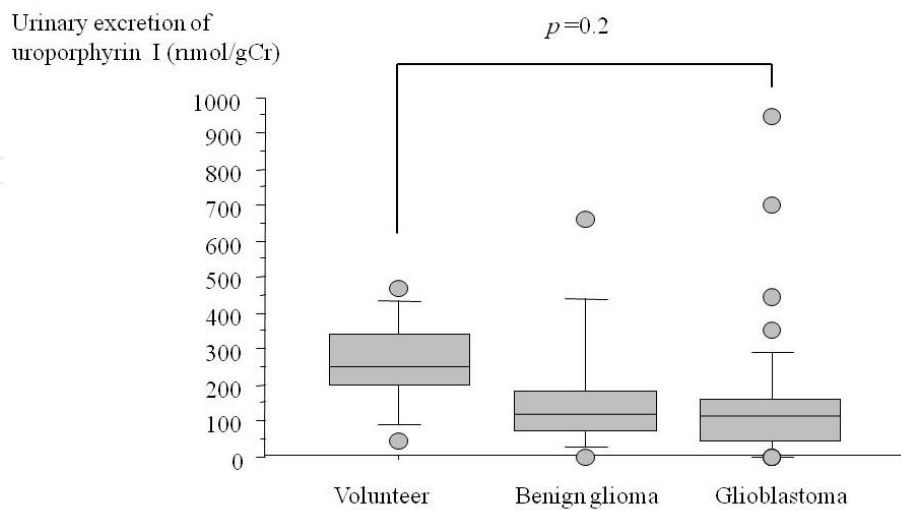 Urinary excretion of
uroporphyrin I (nmol/gCr)
p=0.2
1000
900
800
700
600
500
400
300
200
100
0
Volunteer Benign glioma Glioblastoma